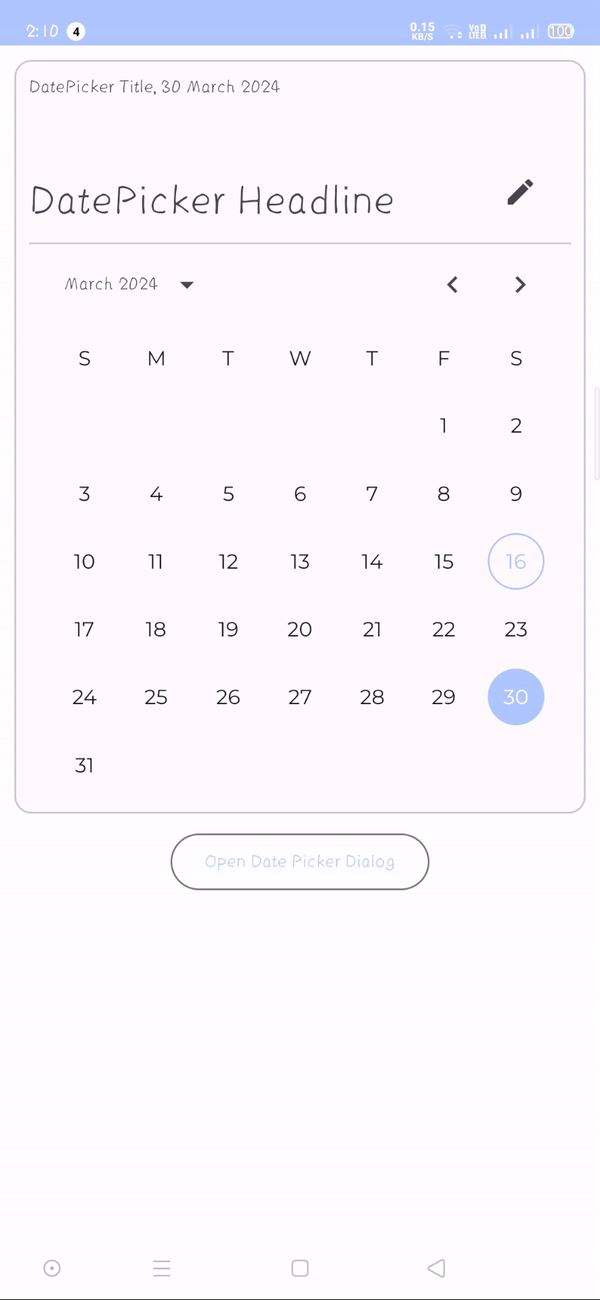 2:10 4 0.15 KB/S VoD LTE 100
DatePicker Title, 30 March 2024
DatePicker Headline
March 2024
S M T W T F S
1 2
3 4 5 6 7 8 9
10 11 12 13 14 15 16
17 18 19 20 21 22 23
24 25 26 27 28 29 30
31
Open Date Picker Dialog